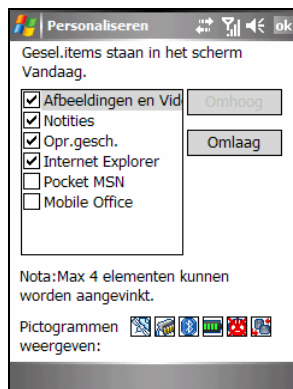 Personaliseren
ok
Gesel.items staan in het scherm
Vandaag.
Afbeeldingen en Vid
Omhoog
Notities
Opr.gesch.
Omlaag
Internet Explorer
Pocket MSN
Mobile Office
Nota:Max 4 elementen kunnen
worden aangevinkt.
Pictogrammen
weergeven: